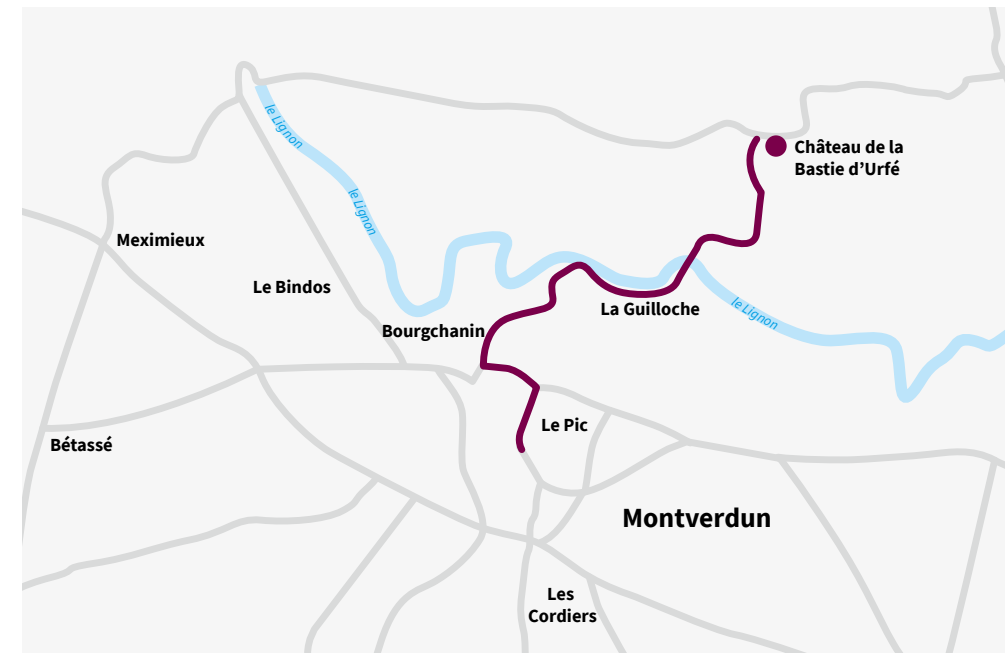 le Lignon
Château de la
Bastie d’Urfé
le Lignon
Meximieux
Le Bindos
La Guilloche
le Lignon
Bourgchanin
Le Pic
Bétassé
Montverdun
Les
Cordiers